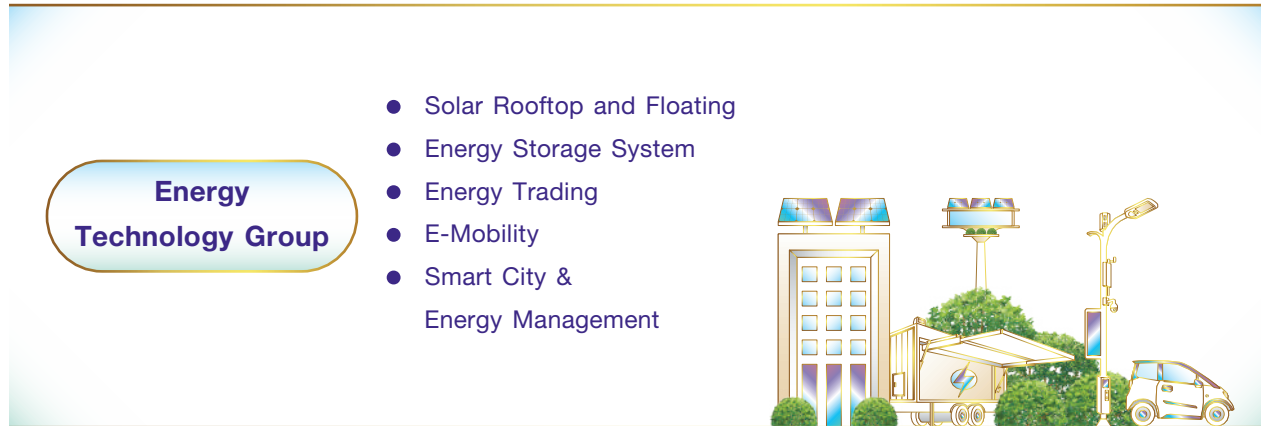 Energy
Technology Group
● Solar Rooftop and Floating
● Energy Storage System
● Energy Trading
● E-Mobility
● Smart City &
Energy Management